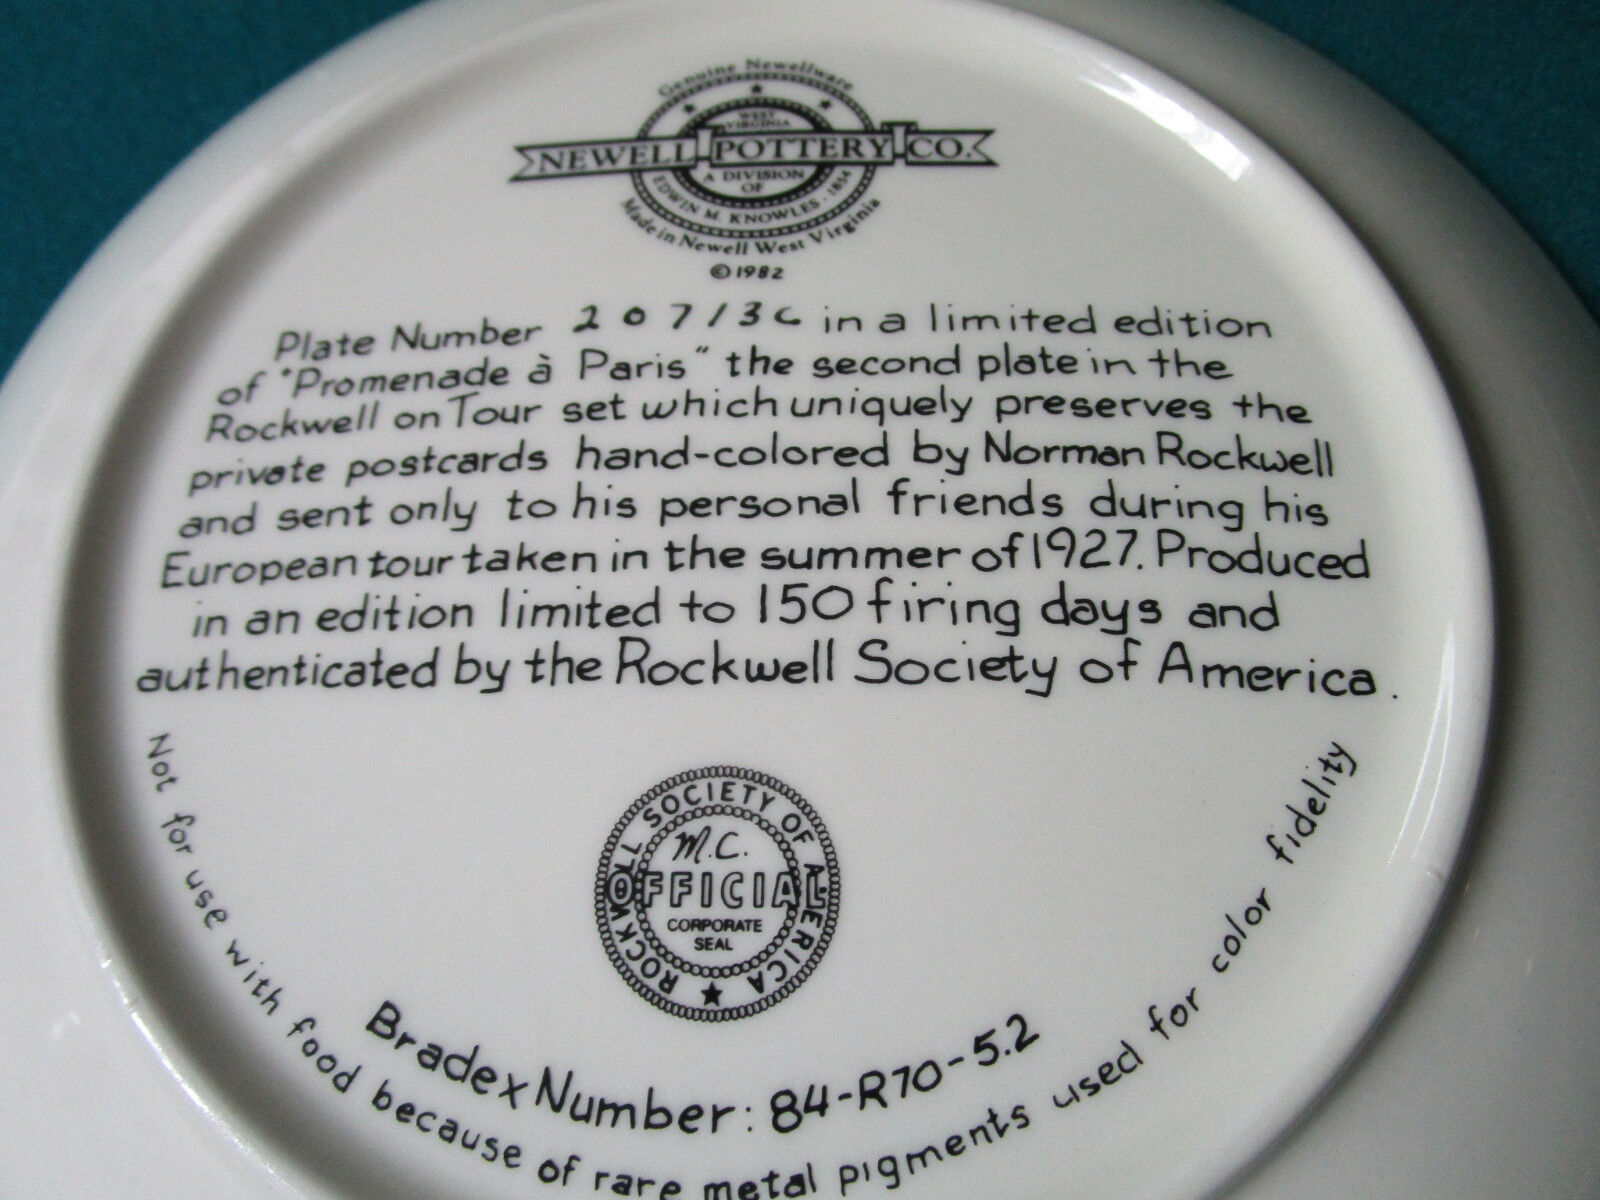 Genuine Newellware
WEST
VIRGINIA
NEWELL POTTERY CO.
A DIVISION
OF
EDWIN M. KNOWLES · 1854
Made in Newell West Virginia
©1982
Plate Number 20713C in a limited edition
of "Promenade à Paris" the second plate in the
Rockwell on Tour set which uniquely preserves the
private postcards hand-colored by Norman Rockwell
and sent only to his personal friends during his
European tour taken in the summer of 1927. Produced
in an edition limited to 150 firing days and
authenticated by the Rockwell Society of America.
ROCKWELL SOCIETY OF AMERICA
M.C.
OFFICIAL
CORPORATE
SEAL
Bradex Number: 84-R70-5.2
Not for use with food because of rare metal pigments used for color fidelity